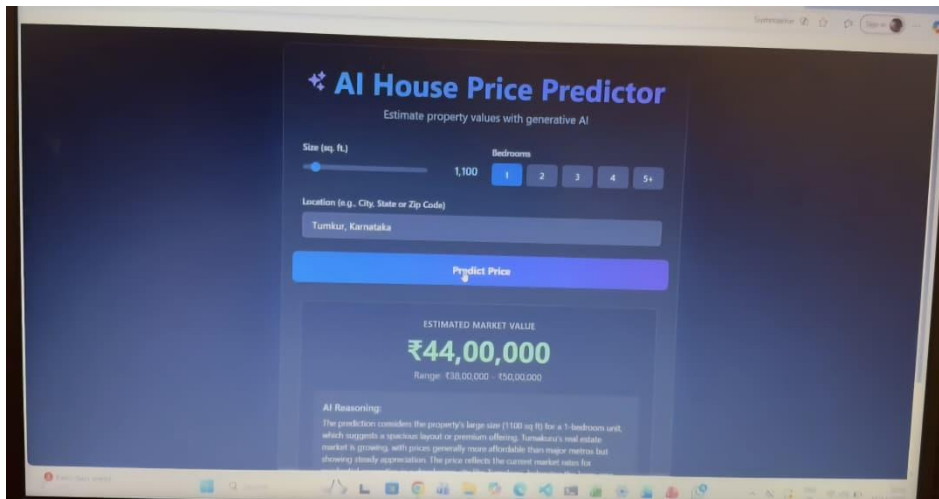 Summarise
Sign in
AI House Price Predictor
Estimate property values with generative AI
Size (sq. ft.)
1,100
Bedrooms
1 2 3 4 5+
Location (e.g., City, State or Zip Code)
Tumkur, Karnataka
Predict Price
ESTIMATED MARKET VALUE
₹44,00,000
Range: ₹38,00,000 - ₹50,00,000
AI Reasoning:
The prediction considers the property's large size (1100 sq ft) for a 1-bedroom unit,
which suggests a spacious layout or premium offering. Tumakuru's real estate
market is growing, with prices generally more affordable than major metros but
showing steady appreciation. The price reflects the current market rates for